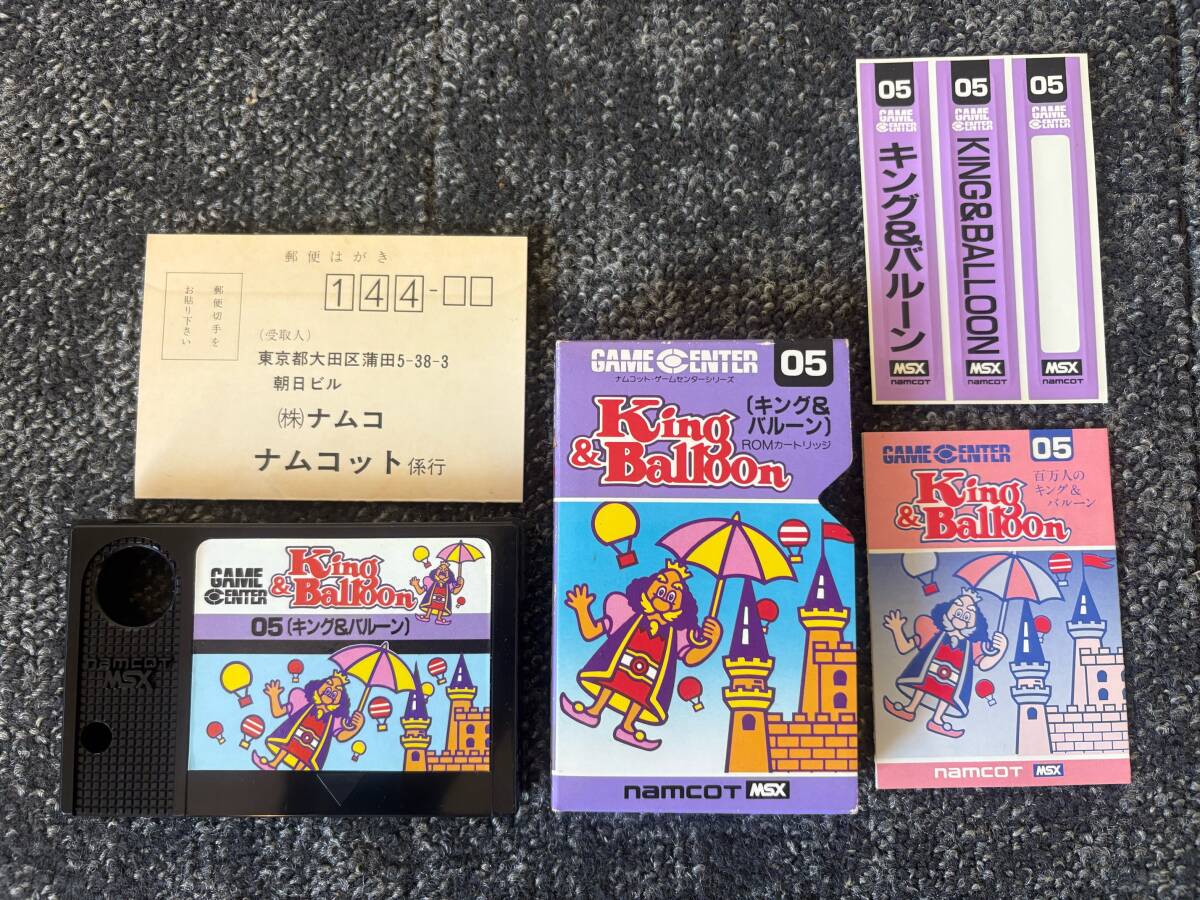 郵便はがき
郵便切手を
お貼り下さい
144-□□
(受取人)
東京都大田区蒲田5-38-3
朝日ビル
(株)ナムコ
ナムコット係行
GAME
CENTER
King
& Balloon
05(キング&バルーン)
namcot
MSX
GAME CENTER
05
ナムコット・ゲームセンターシリーズ
King
& Balloon
(キング&
バルーン)
ROMカートリッジ
namcot MSX
05
GAME
CENTER
キング&バルーン
MSX
namcot
05
GAME
CENTER
KING&BALLOON
MSX
namcot
05
GAME
CENTER
MSX
namcot
GAME CENTER
05
King
& Balloon
百万人の
キング&
バルーン
namcot MSX